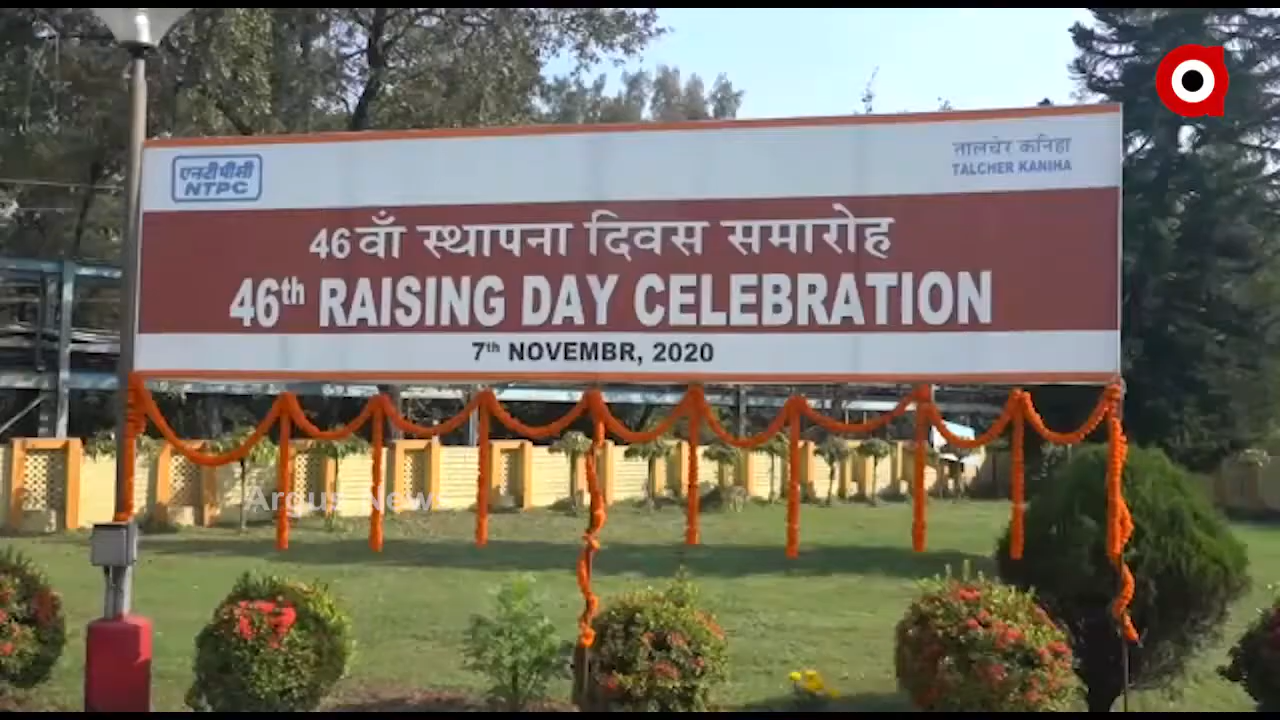 एनटीपीसी
NTPC
तालचेर कनिहा
TALCHER KANIHA
46वाँ स्थापना दिवस समारोह
46th RAISING DAY CELEBRATION
7th NOVEMBR, 2020
Argus News